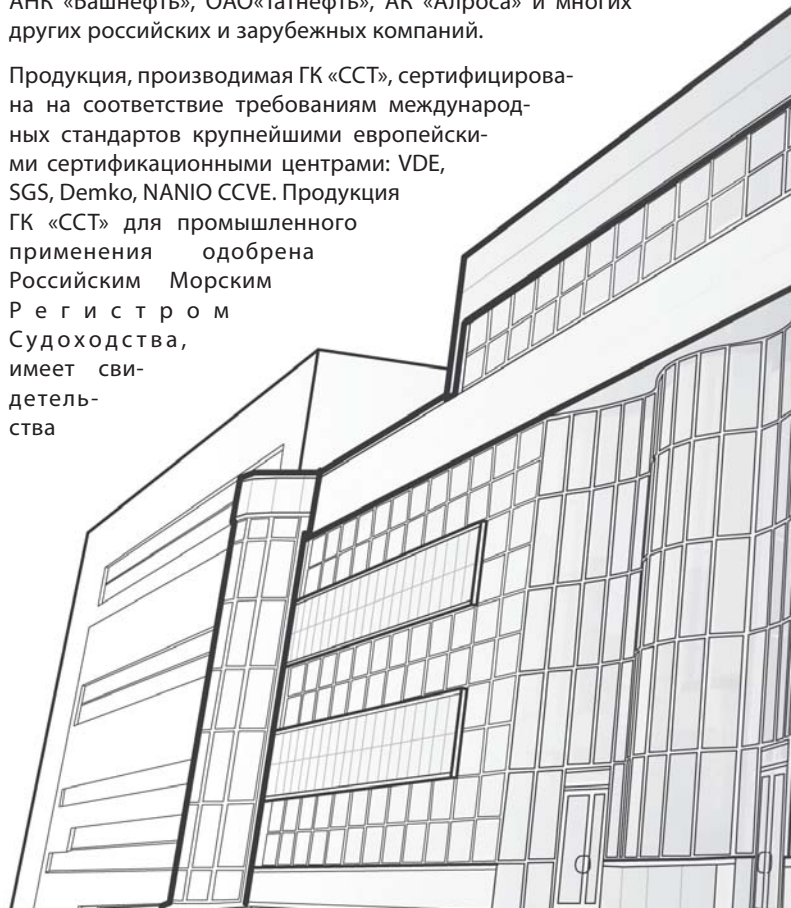 АНК «Башнефть», ОАО«Татнефть», АК «Алроса» и многих
других российских и зарубежных компаний.
Продукция, производимая ГК «ССТ», сертифицирова-
на на соответствие требованиям международ-
ных стандартов крупнейшими европейски-
ми сертификационными центрами: VDE,
SGS, Demko, NANIO CCVE. Продукция
ГК «ССТ» для промышленного
применения одобрена
Российским Морским
Регистром
Судоходства,
имеет сви-
детель-
ства